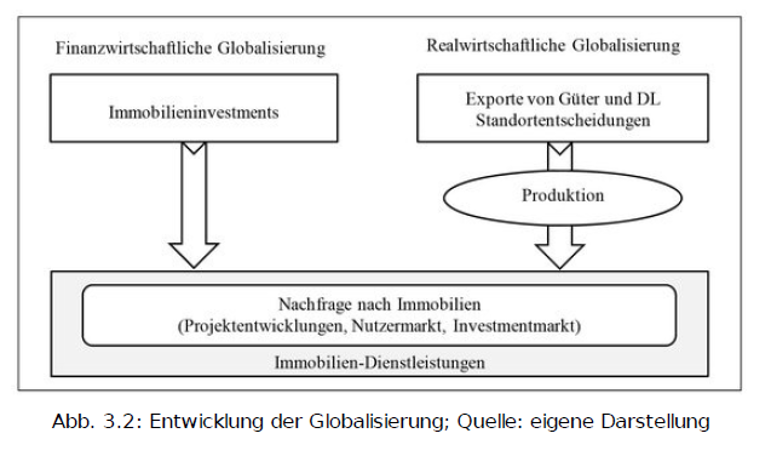 Finanzwirtschaftliche Globalisierung
Realwirtschaftliche Globalisierung
Immobilieninvestments
Exporte von Güter und DL
Standortentscheidungen
Produktion
Nachfrage nach Immobilien
(Projektentwicklungen, Nutzermarkt, Investmentmarkt)
Immobilien-Dienstleistungen
Abb. 3.2: Entwicklung der Globalisierung; Quelle: eigene Darstellung